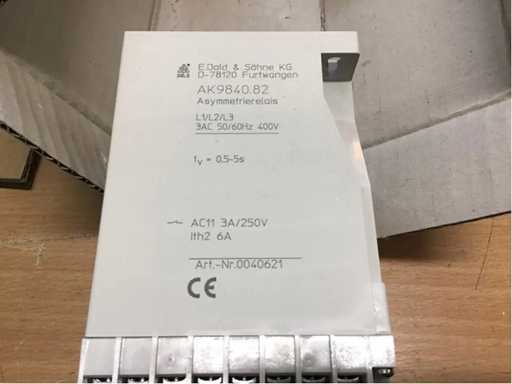 E.Dold & Söhne KG
D-78120 Furtwangen
AK9840.82
Asymmetrierelais
L1/L2/L3
3AC 50/60Hz 400V
tv = 0,5-5s
AC11 3A/250V
Ith2 6A
Art.-Nr.0040621
CE